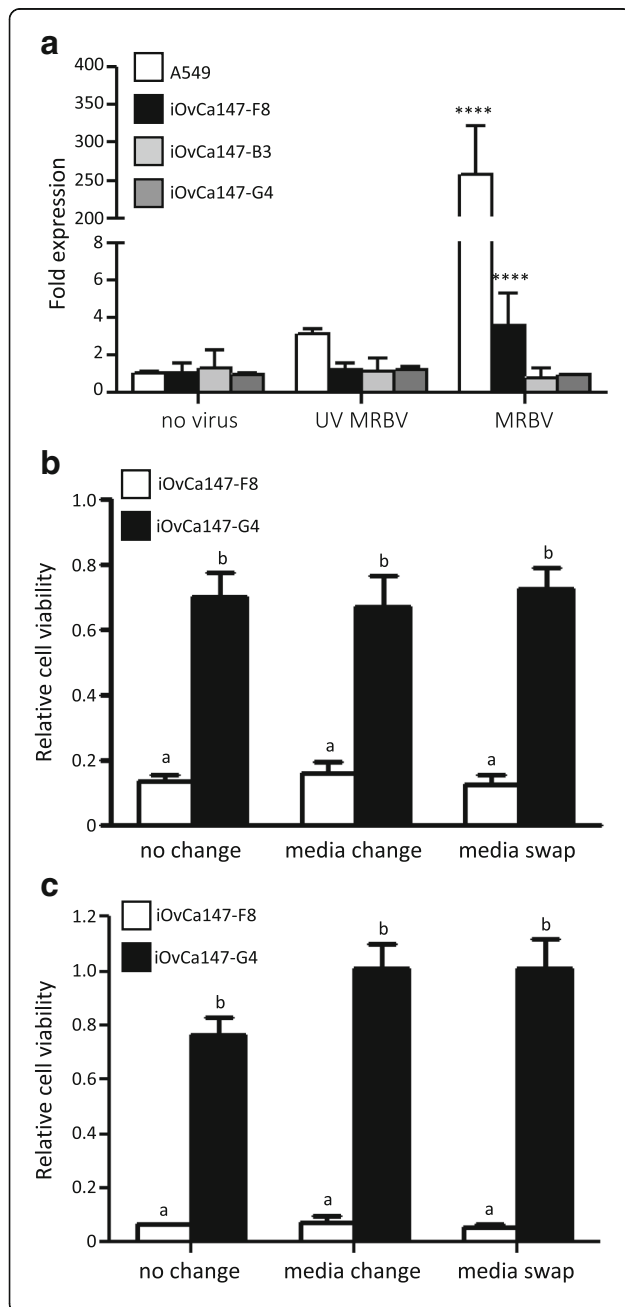 a
A549
iOvCa147-F8
iOvCa147-B3
iOvCa147-G4
Fold expression
400
350
300
250
200
8
6
4
2
0
****
****
no virus
UV MRBV
MRBV
b
iOvCa147-F8
iOvCa147-G4
Relative cell viability
1.0
0.8
0.6
0.4
0.2
0
a
b
a
b
a
b
no change
media change
media swap
c
iOvCa147-F8
iOvCa147-G4
Relative cell viability
1.2
1.0
0.8
0.6
0.4
0.2
0
a
b
a
b
a
b
no change
media change
media swap